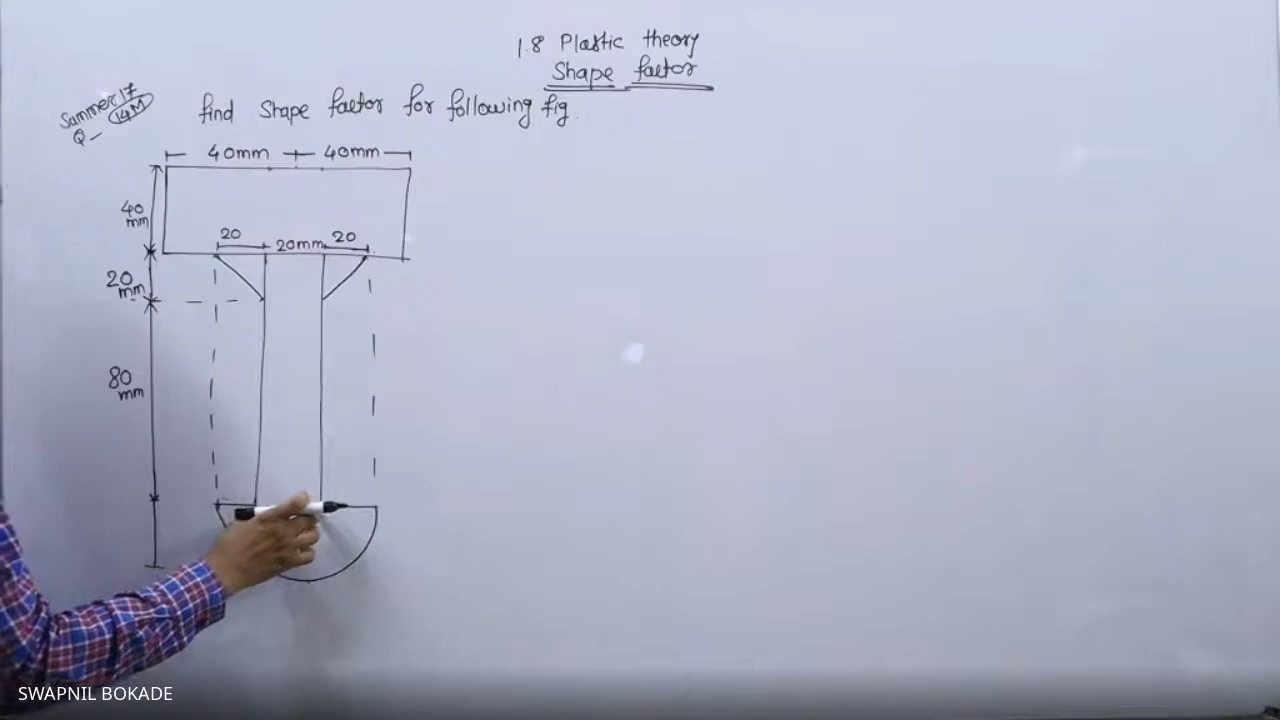 1.8 Plastic theory
Shape factor
Summer 17
Q- 14M
find Shape factor for following fig.
40mm 40mm
40
mm
20 20mm 20
20
mm
80
mm
SWAPNIL BOKADE